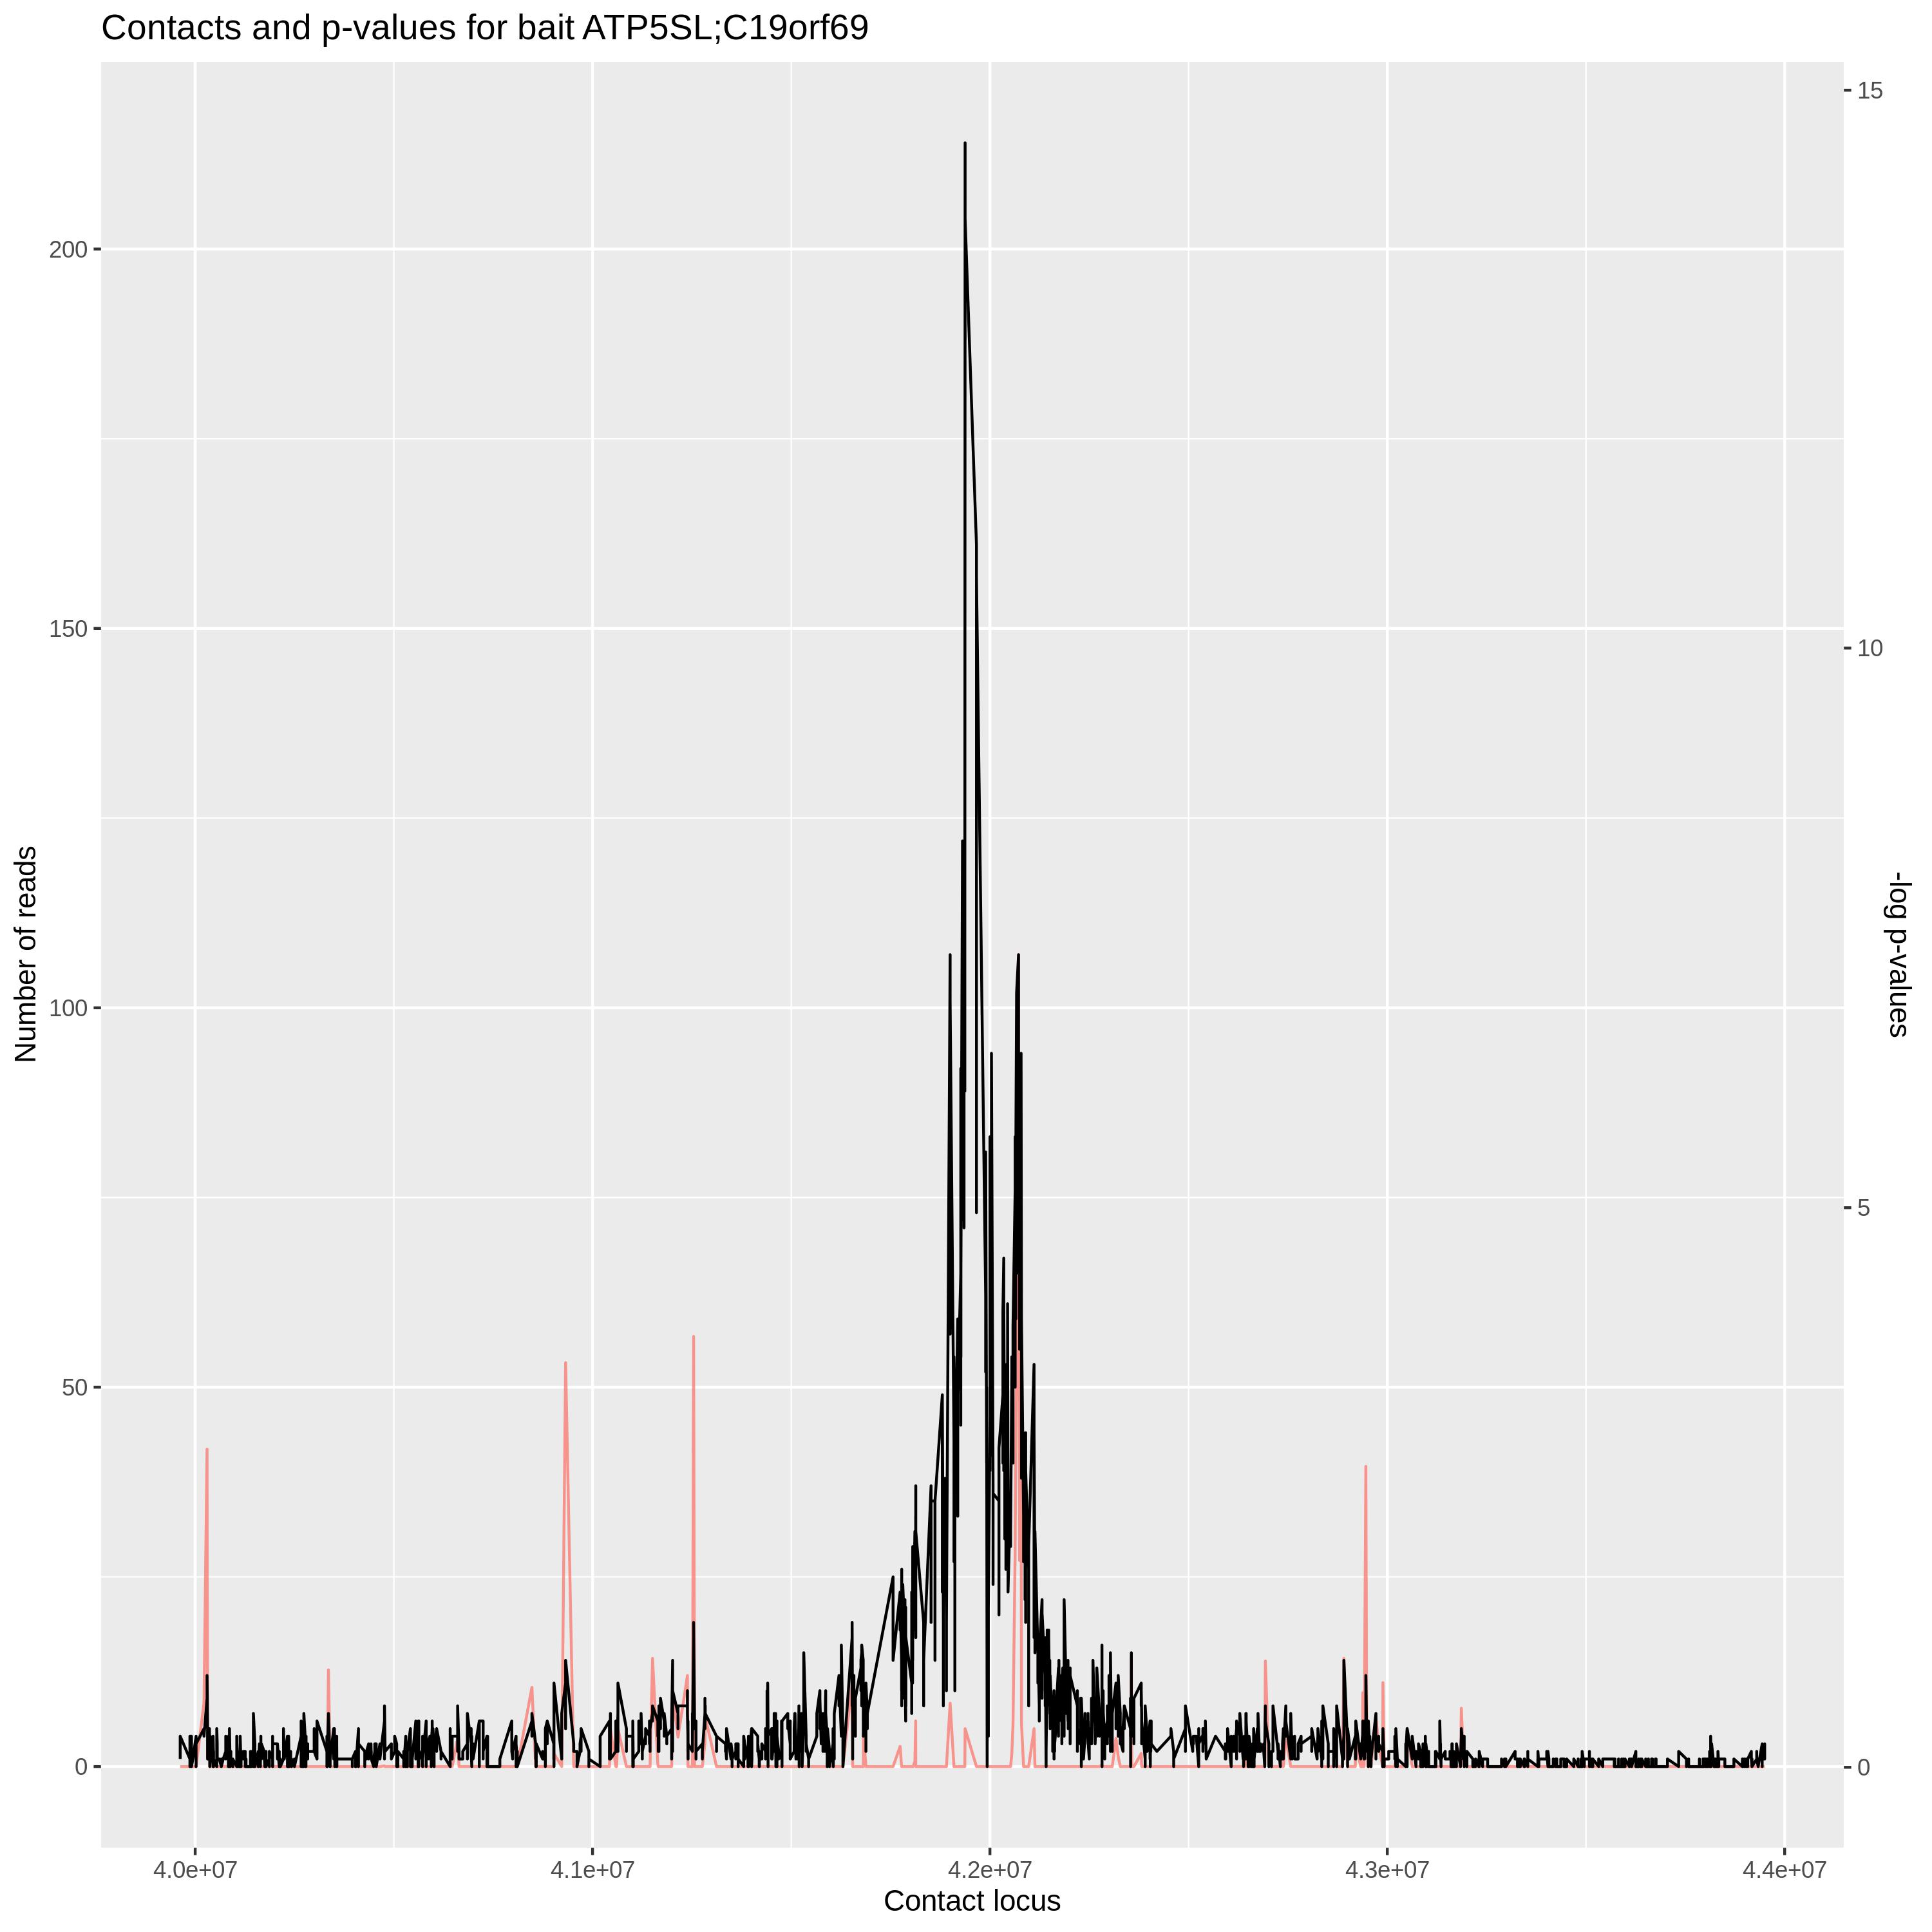 Contacts and p-values for bait ATP5SL;C19orf69
200
150
100
50
0
Number of reads
15
10
5
0
-log p-values
4.0e+07
4.1e+07
4.2e+07
4.3e+07
4.4e+07
Contact locus